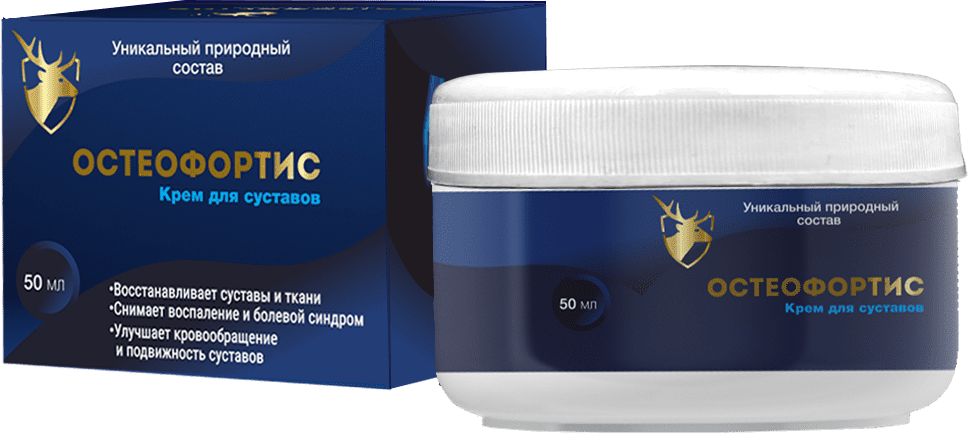 Уникальный природный
состав
ОСТЕОФОРТИС
Крем для суставов
50 мл
•Восстанавливает суставы и ткани
•Снимает воспаление и болевой синдром
•Улучшает кровообращение
и подвижность суставов
Уникальный природный
состав
ОСТЕОФОРТИС
Крем для суставов
50 мл